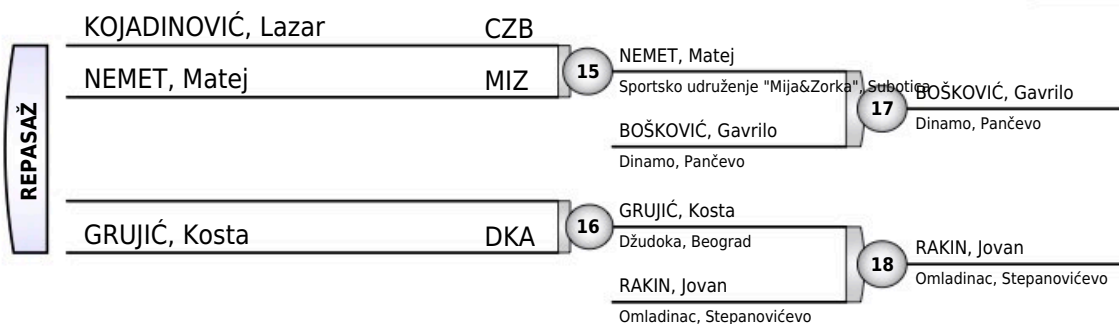 REPASAŽ
KOJADINOVIĆ, Lazar CZB
NEMET, Matej MIZ
15
NEMET, Matej
Sportsko udruženje "Mija&Zorka", Subotica
BOŠKOVIĆ, Gavrilo
Dinamo, Pančevo
17
BOŠKOVIĆ, Gavrilo
Dinamo, Pančevo
GRUJIĆ, Kosta DKA
16
GRUJIĆ, Kosta
Džudoka, Beograd
RAKIN, Jovan
Omladinac, Stepanovićevo
18
RAKIN, Jovan
Omladinac, Stepanovićevo